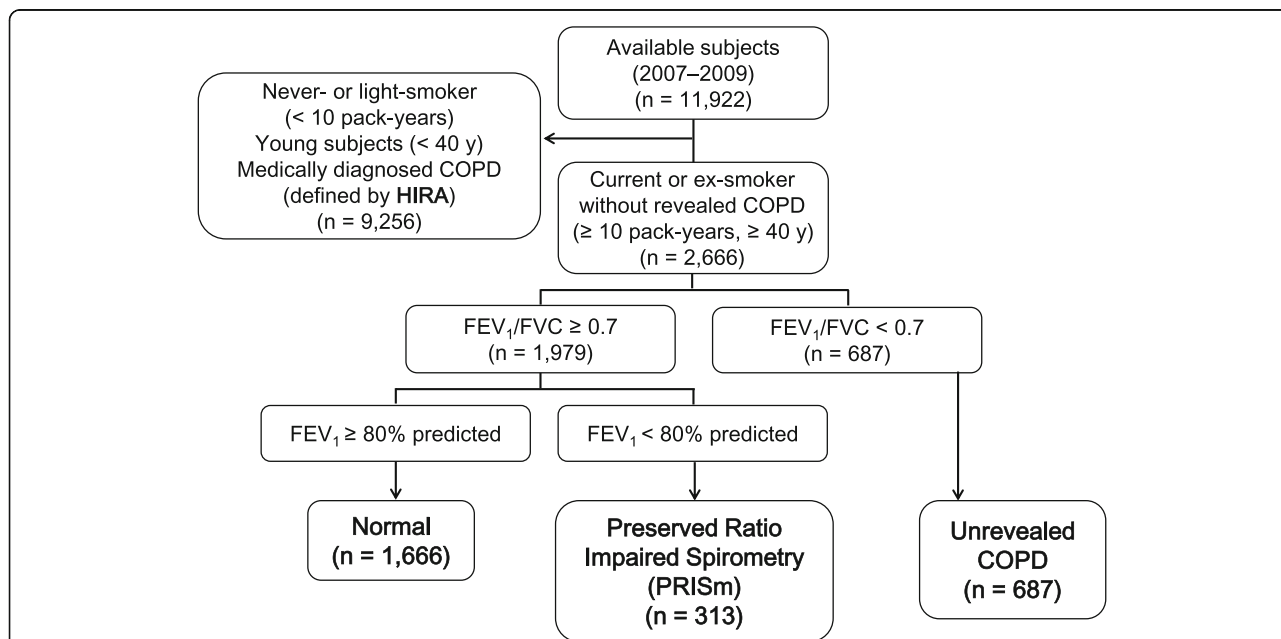 Available subjects
(2007–2009)
(n = 11,922)
Never- or light-smoker
(< 10 pack-years)
Young subjects (< 40 y)
Medically diagnosed COPD
(defined by HIRA)
(n = 9,256)
Current or ex-smoker
without revealed COPD
(≥ 10 pack-years, ≥ 40 y)
(n = 2,666)
FEV₁/FVC ≥ 0.7
(n = 1,979)
FEV₁/FVC < 0.7
(n = 687)
FEV₁ ≥ 80% predicted
FEV₁ < 80% predicted
Normal
(n = 1,666)
Preserved Ratio
Impaired Spirometry
(PRISm)
(n = 313)
Unrevealed
COPD
(n = 687)